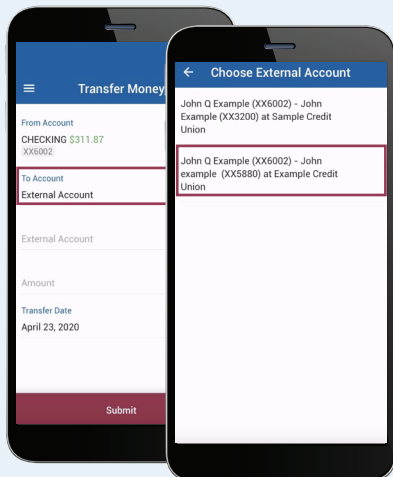 Transfer Money
From Account
CHECKING $311.87
XX6002
To Account
External Account
External Account
Amount
Transfer Date
April 23, 2020
Submit
Choose External Account
John Q Example (XX6002) - John
Example (XX3200) at Sample Credit
Union
John Q Example (XX6002) - John
example (XX5880) at Example Credit
Union